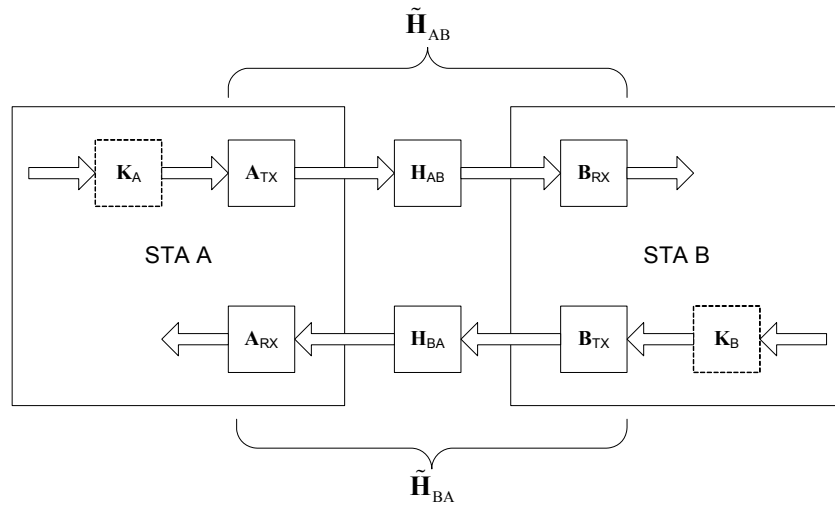 H̃AB
KA ATX HAB BRX
STA A STA B
ARX HBA BTX KB
H̃BA